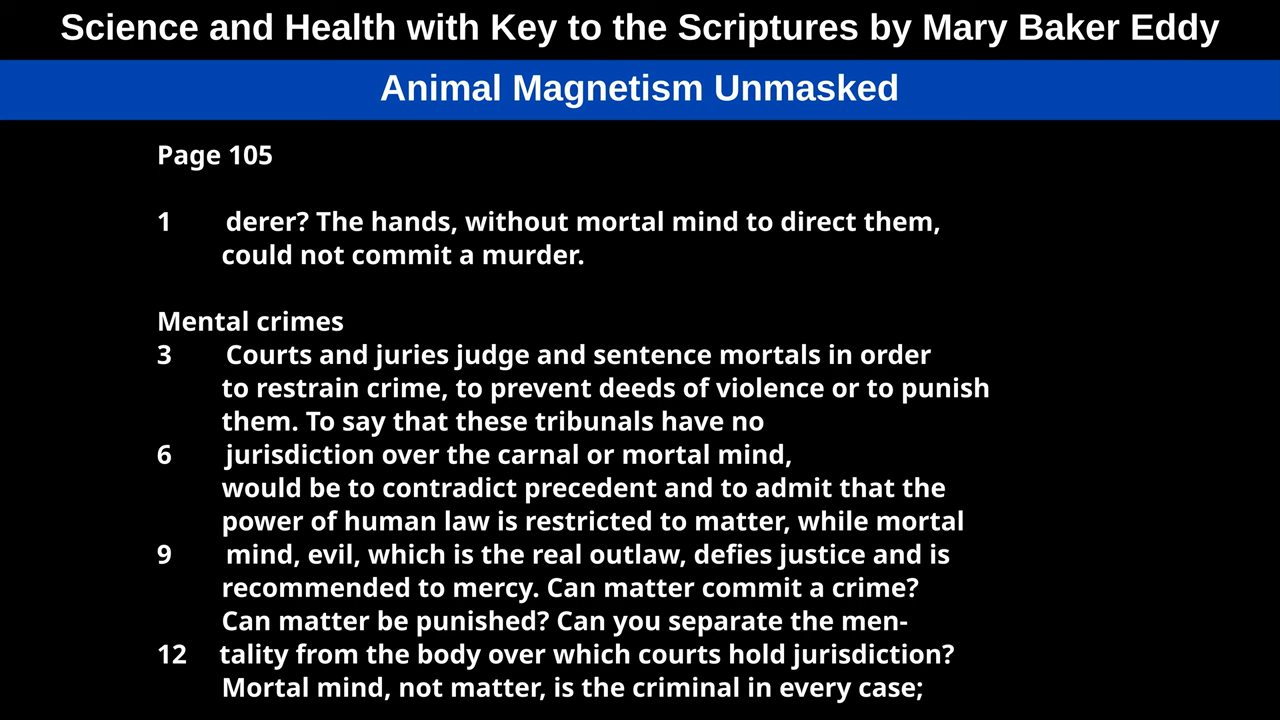 Science and Health with Key to the Scriptures by Mary Baker Eddy
Animal Magnetism Unmasked
Page 105
1 derer? The hands, without mortal mind to direct them,
could not commit a murder.
Mental crimes
3 Courts and juries judge and sentence mortals in order
to restrain crime, to prevent deeds of violence or to punish
them. To say that these tribunals have no
6 jurisdiction over the carnal or mortal mind,
would be to contradict precedent and to admit that the
power of human law is restricted to matter, while mortal
9 mind, evil, which is the real outlaw, defies justice and is
recommended to mercy. Can matter commit a crime?
Can matter be punished? Can you separate the men-
12 tality from the body over which courts hold jurisdiction?
Mortal mind, not matter, is the criminal in every case;